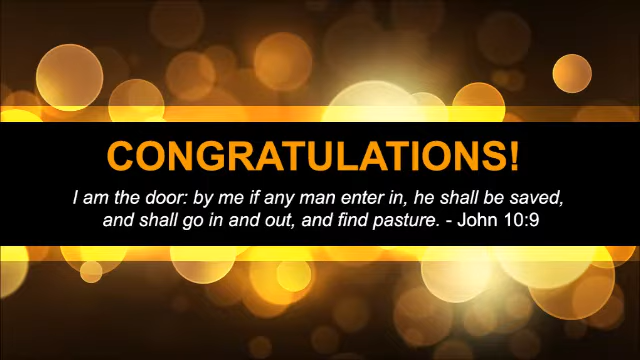 CONGRATULATIONS!
I am the door: by me if any man enter in, he shall be saved,
and shall go in and out, and find pasture. - John 10:9